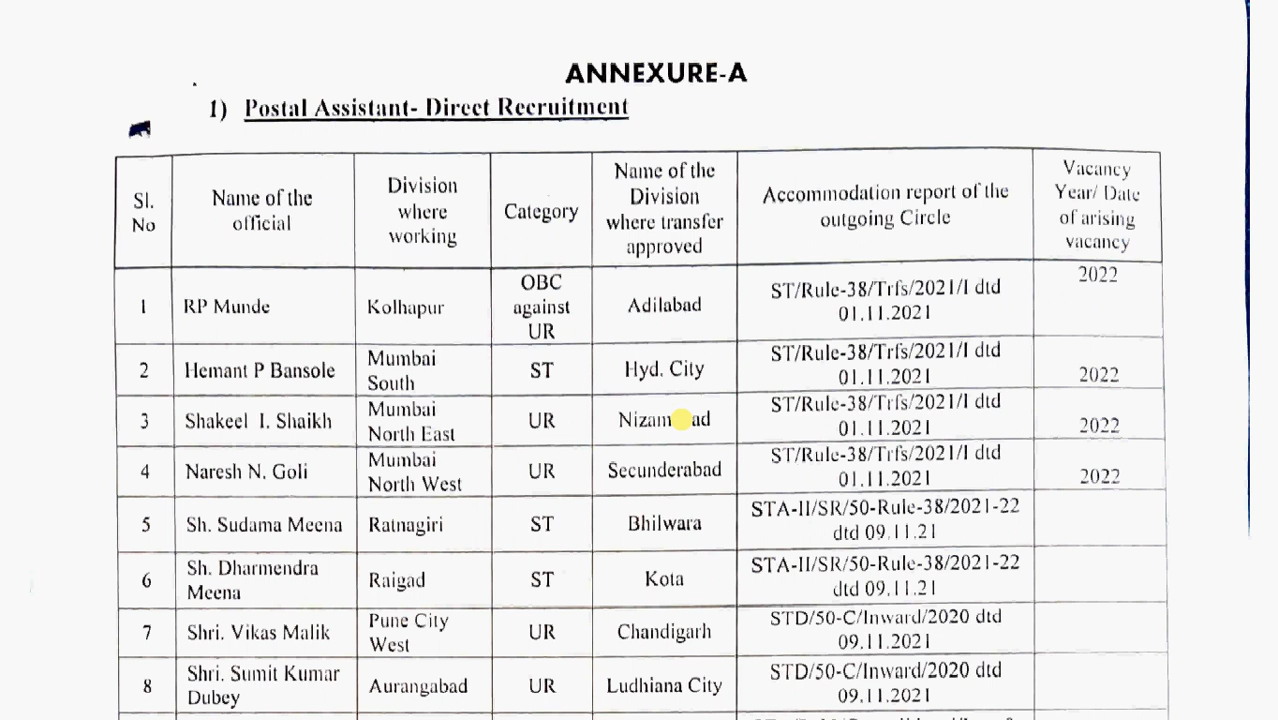 ANNEXURE-A
1) Postal Assistant- Direct Recruitment
Sl. No | Name of the official | Division where working | Category | Name of the Division where transfer approved | Accommodation report of the outgoing Circle | Vacancy Year/ Date of arising vacancy
1 | RP Munde | Kolhapur | OBC against UR | Adilabad | ST/Rule-38/Trfs/2021/I dtd 01.11.2021 | 2022
2 | Hemant P Bansole | Mumbai South | ST | Hyd. City | ST/Rule-38/Trfs/2021/I dtd 01.11.2021 | 2022
3 | Shakeel I. Shaikh | Mumbai North East | UR | ST/Rule-38/Trfs/2021/I dtd 01.11.2021 | 2022
4 | Naresh N. Goli | Mumbai North West | UR | Secunderabad | ST/Rule-38/Trfs/2021/I dtd 01.11.2021 | 2022
5 | Sh. Sudama Meena | Ratnagiri | ST | Bhilwara | STA-II/SR/50-Rule-38/2021-22 dtd 09.11.21
6 | Sh. Dharmendra Meena | Raigad | ST | Kota | STA-II/SR/50-Rule-38/2021-22 dtd 09.11.21
7 | Shri. Vikas Malik | Pune City West | UR | Chandigarh | STD/50-C/Inward/2020 dtd 09.11.2021
8 | Shri. Sumit Kumar Dubey | Aurangabad | UR | Ludhiana City | STD/50-C/Inward/2020 dtd 09.11.2021